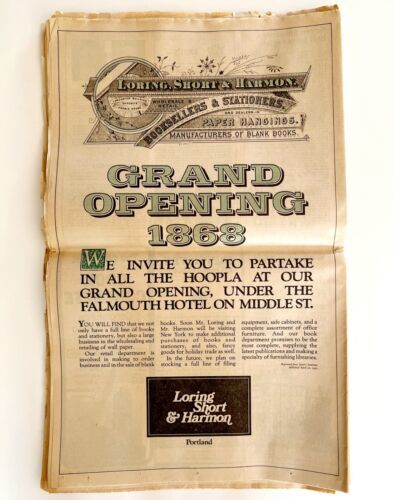 LORING, SHORT & HARMON.
WHOLESALE &
RETAIL
BOOKSELLERS & STATIONERS,
AND DEALERS IN
PAPER HANGINGS.
MANUFACTURERS OF BLANK BOOKS.
GRAND
OPENING
1868
WE INVITE YOU TO PARTAKE
IN ALL THE HOOPLA AT OUR
GRAND OPENING, UNDER THE
FALMOUTH HOTEL ON MIDDLE ST.
YOU WILL FIND that we not
only have a full line of books
and stationery, but also a large
business in the wholesaling and
retailing of wall paper.
Our retail department is
involved in making to order
business and in the sale of blank
books. Soon Mr. Loring and
Mr. Harmon will be visiting
New York to make additional
purchases of books and
stationery, and also, fancy
goods for holiday trade as well.
In the future, we plan on
stocking a full line of filing
equipment, safe cabinets, and a
complete assortment of office
furniture. And our book
department promises to be the
most complete, supplying the
latest publications and making a
specialty of furnishing libraries.
Loring
Short
& Harmon
Portland